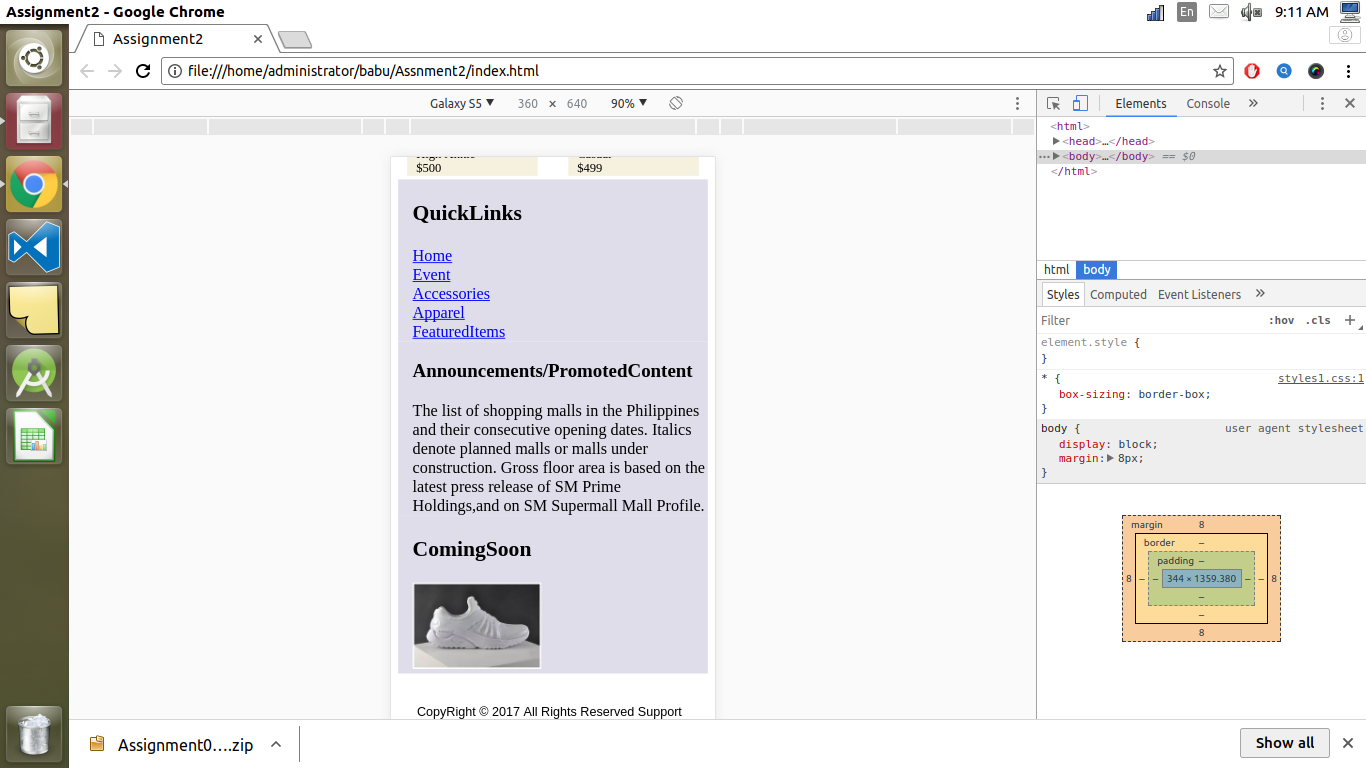 Assignment2 - Google Chrome
En
9:11 AM
Assignment2
file:///home/administrator/babu/Assnment2/index.html
Galaxy S5 ▼ 360 × 640 90% ▼
Elements Console »
<html>
<head>…</head>
<body>…</body> == $0
</html>
html body
Styles Computed Event Listeners »
Filter :hov .cls +
element.style {
}
* { styles1.css:1
box-sizing: border-box;
}
body { user agent stylesheet
display: block;
margin: 8px;
}
margin 8
border –
padding –
8 – – 344 × 1359.380 – – 8
–
–
8
$500 $499
QuickLinks
Home
Event
Accessories
Apparel
FeaturedItems
Announcements/PromotedContent
The list of shopping malls in the Philippines
and their consecutive opening dates. Italics
denote planned malls or malls under
construction. Gross floor area is based on the
latest press release of SM Prime
Holdings,and on SM Supermall Mall Profile.
ComingSoon
CopyRight © 2017 All Rights Reserved Support
Assignment0....zip
Show all